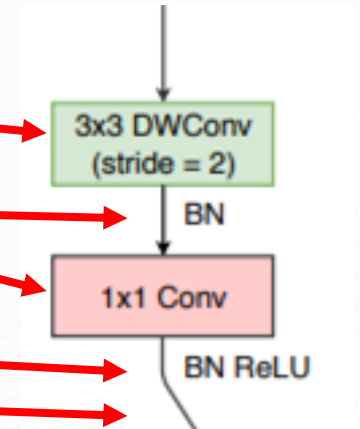 3x3 DWConv
(stride = 2)
BN
1x1 Conv
BN ReLU